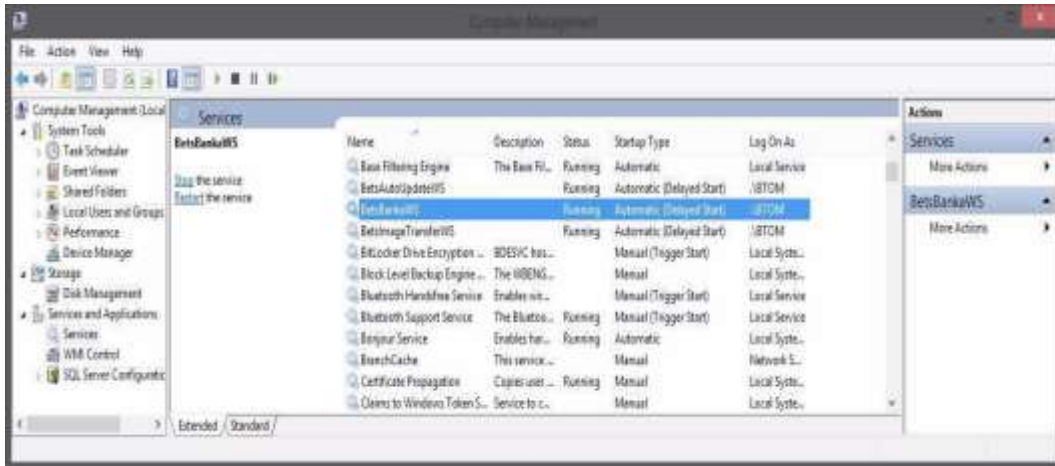 Computer Management
File Action View Help
Computer Management (Local
System Tools
Task Scheduler
Event Viewer
Shared Folders
Local Users and Groups
Performance
Device Manager
Storage
Disk Management
Services and Applications
Services
WMI Control
SQL Server Configuratic
Services
BetsBankaWS
Stop the service
Restart the service
Name Description Status Startup Type Log On As
Base Filtering Engine The Base Fil... Running Automatic Local Service
BetsAutoUpdateWS Running Automatic (Delayed Start) .\BTOM
BetsBankaWS Running Automatic (Delayed Start) .\BTOM
BetsImageTransferWS Running Automatic (Delayed Start) .\BTOM
BitLocker Drive Encryption ... BDESVC hos... Manual (Trigger Start) Local Syste...
Block Level Backup Engine ... The WBENG... Manual Local Syste...
Bluetooth Handsfree Service Enables wir... Manual (Trigger Start) Local Service
Bluetooth Support Service The Bluetoo... Running Manual (Trigger Start) Local Service
Bonjour Service Enables har... Running Automatic Local Syste...
BranchCache This service ... Manual Network S...
Certificate Propagation Copies user ... Running Manual Local Syste...
Claims to Windows Token S... Service to c... Manual Local Syste...
Extended Standard
Actions
Services
More Actions
BetsBankaWS
More Actions